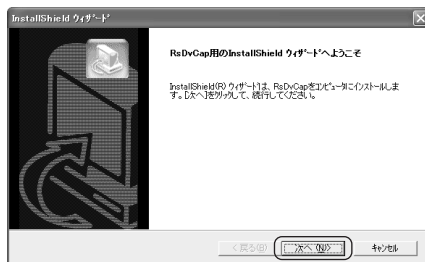 InstallShield ウィザード
RsDvCap用のInstallShield ウィザードへようこそ
InstallShield(R) ウィザードは、RsDvCapをコンピュータにインストールしま
す。[次へ]をクリックして、続行してください。
< 戻る(B)
次へ (N)>
キャンセル